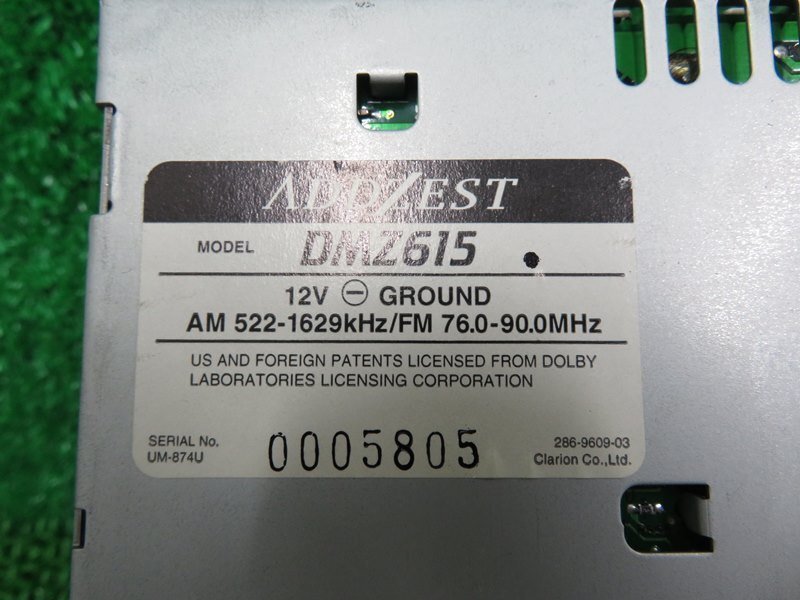 ADDZEST
MODEL DMZ615
12V ⊖ GROUND
AM 522-1629kHz/FM 76.0-90.0MHz
US AND FOREIGN PATENTS LICENSED FROM DOLBY
LABORATORIES LICENSING CORPORATION
SERIAL No. 0005805 286-9609-03
UM-874U Clarion Co.,Ltd.